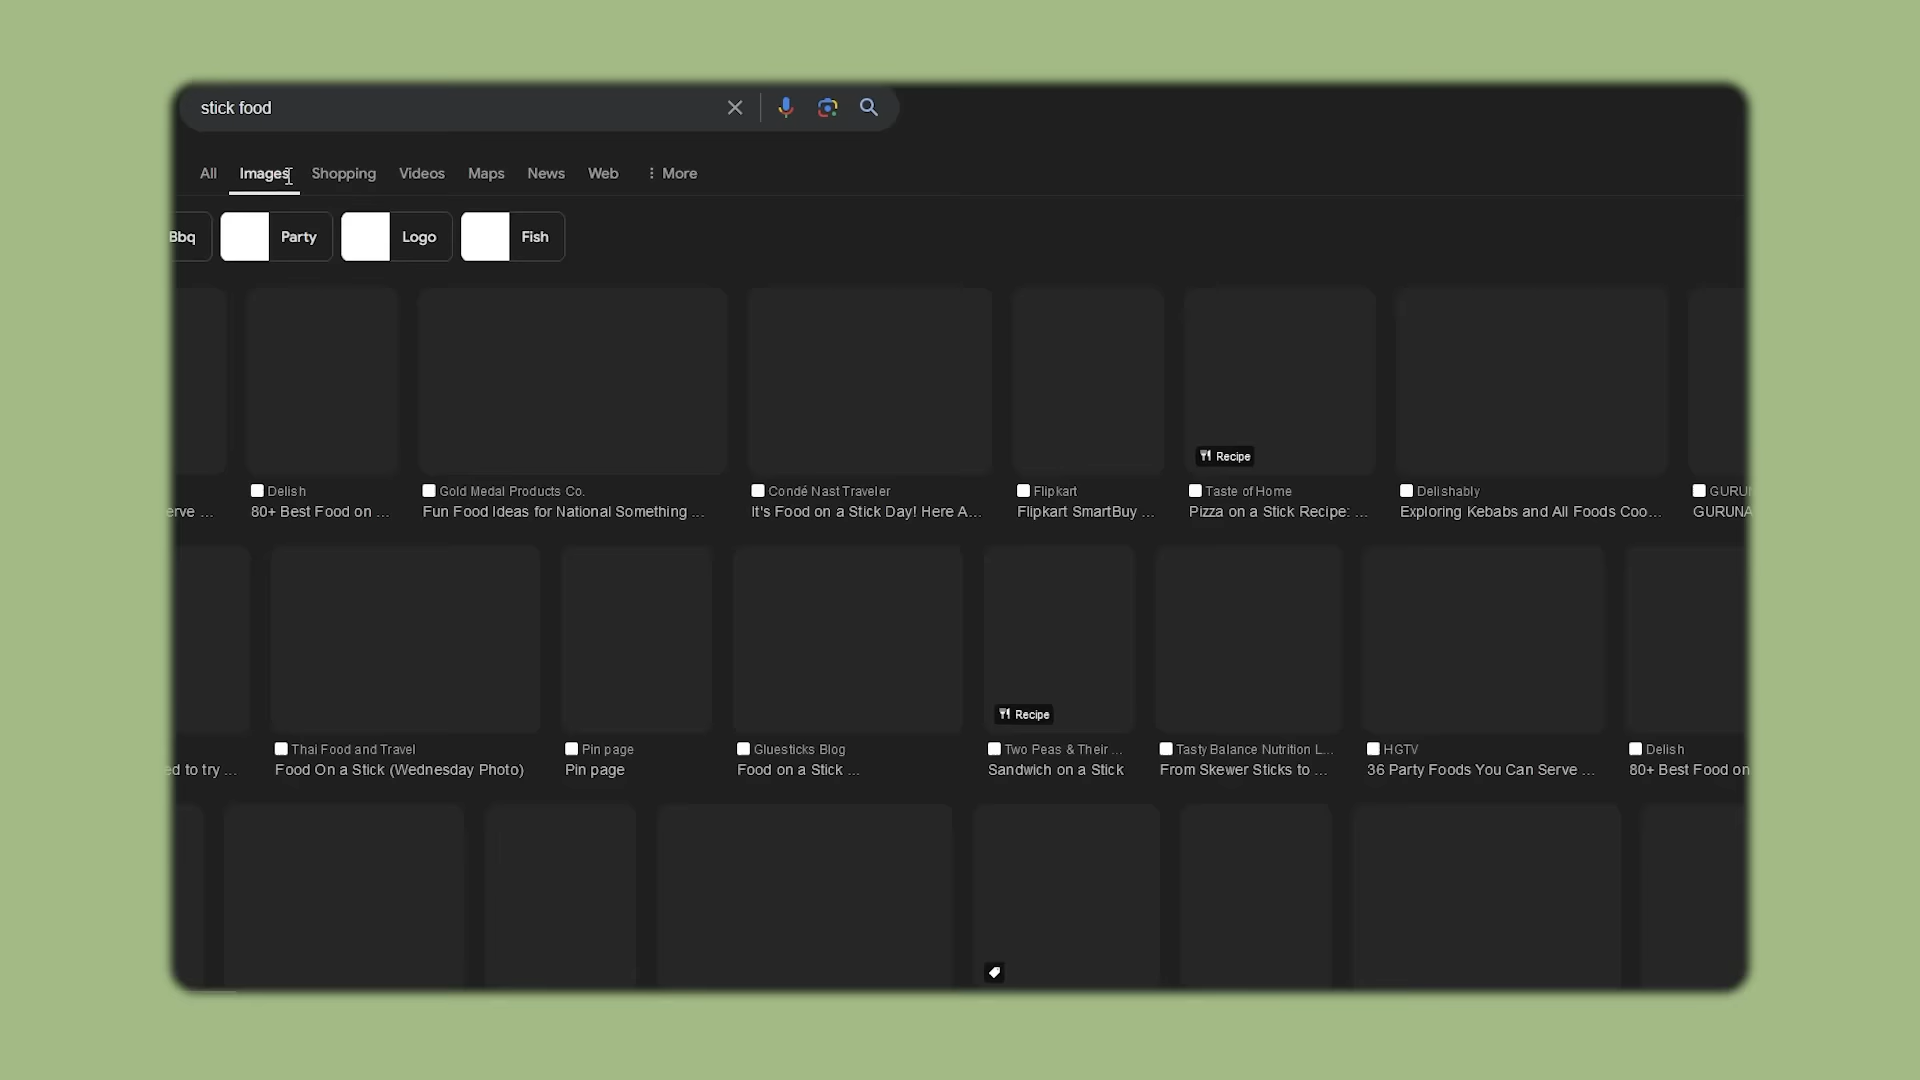 stick food
All Images Shopping Videos Maps News Web More
Bbq Party Logo Fish
Recipe
Delish Gold Medal Products Co. Condé Nast Traveler Flipkart Taste of Home Delishably GURUN
erve ... 80+ Best Food on ... Fun Food Ideas for National Something ... It's Food on a Stick Day! Here A... Flipkart SmartBuy ... Pizza on a Stick Recipe: ... Exploring Kebabs and All Foods Coo... GURUNA
Recipe
Thai Food and Travel Pin page Gluesticks Blog Two Peas & Their ... Tasty Balance Nutrition L... HGTV Delish
ed to try ... Food On a Stick (Wednesday Photo) Pin page Food on a Stick ... Sandwich on a Stick From Skewer Sticks to ... 36 Party Foods You Can Serve ... 80+ Best Food on